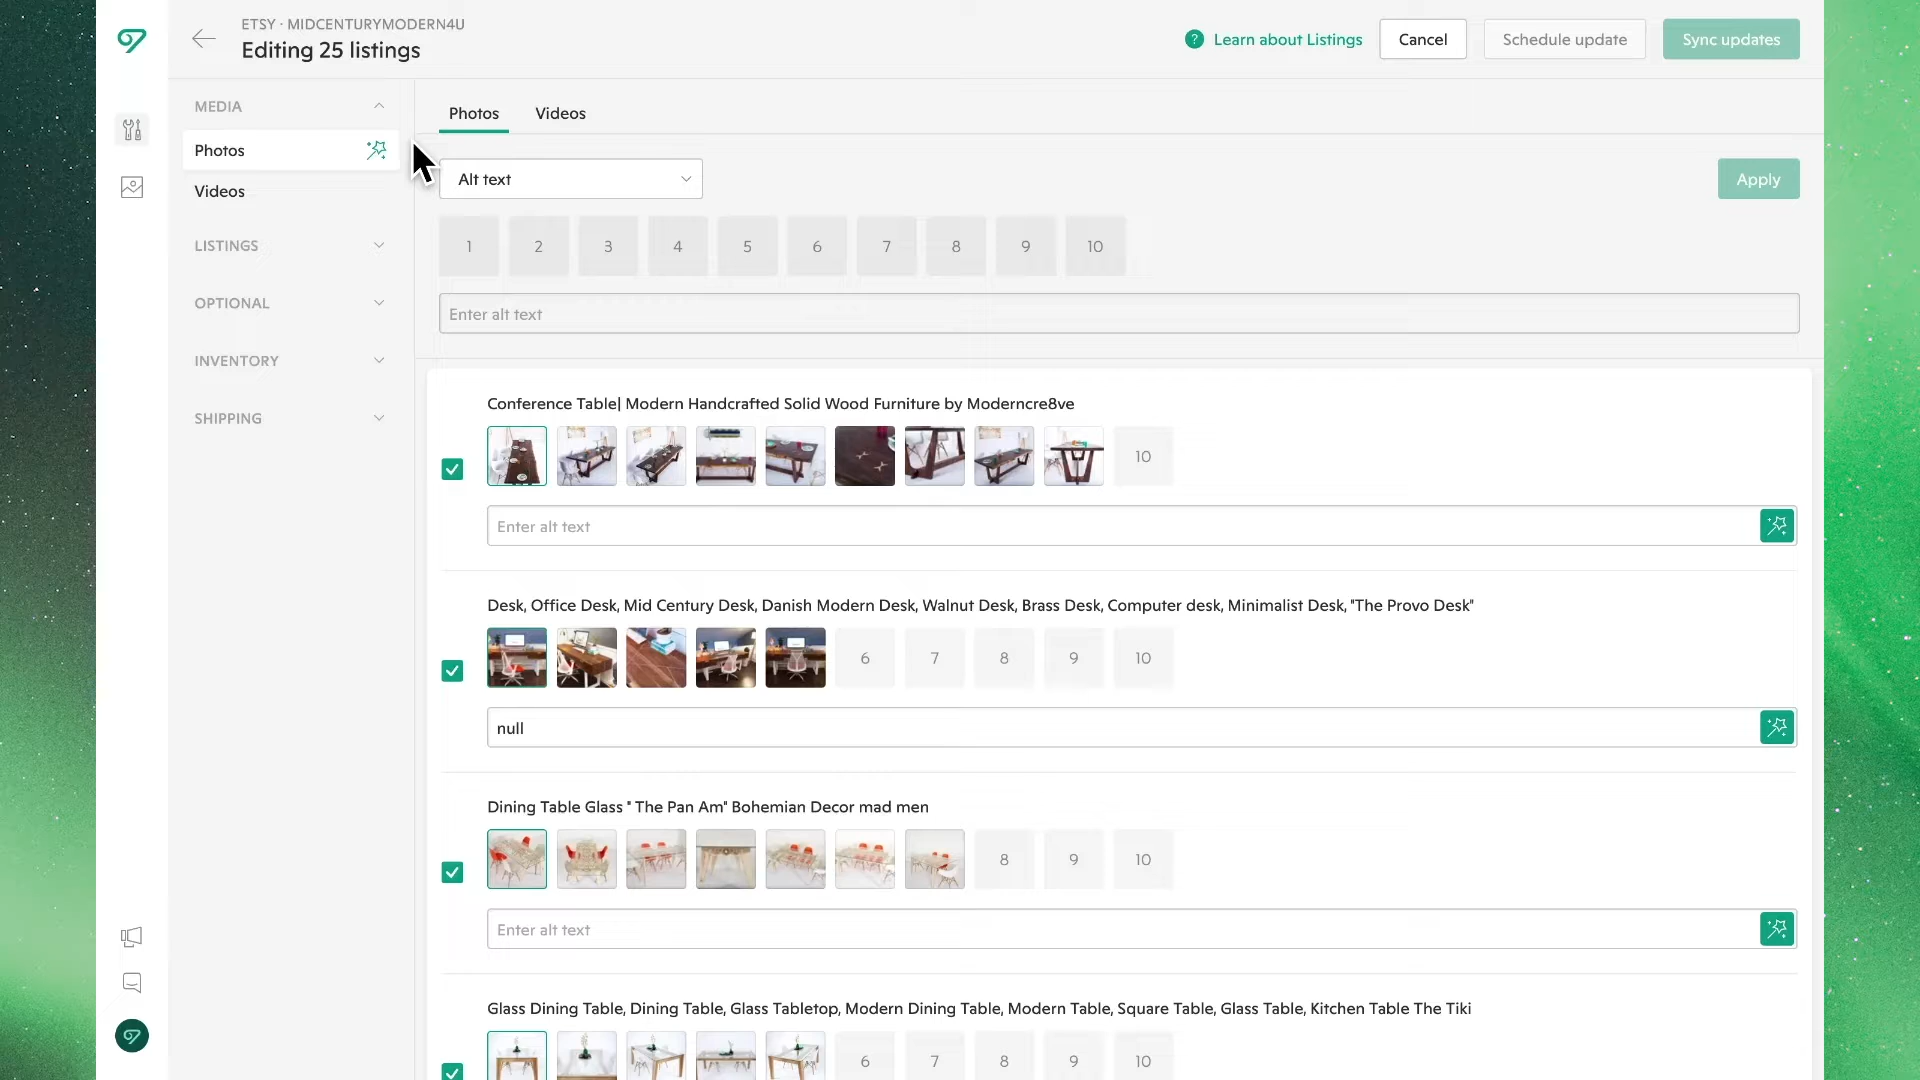 ETSY · MIDCENTURYMODERN4U
Editing 25 listings
? Learn about Listings
Cancel
Schedule update
Sync updates
MEDIA
Photos
Videos
LISTINGS
OPTIONAL
INVENTORY
SHIPPING
Photos
Videos
Alt text
Apply
1 2 3 4 5 6 7 8 9 10
Enter alt text
Conference Table| Modern Handcrafted Solid Wood Furniture by Moderncre8ve
10
Enter alt text
Desk, Office Desk, Mid Century Desk, Danish Modern Desk, Walnut Desk, Brass Desk, Computer desk, Minimalist Desk, "The Provo Desk"
6 7 8 9 10
null
Dining Table Glass " The Pan Am" Bohemian Decor mad men
8 9 10
Enter alt text
Glass Dining Table, Dining Table, Glass Tabletop, Modern Dining Table, Modern Table, Square Table, Glass Table, Kitchen Table The Tiki
6 7 8 9 10